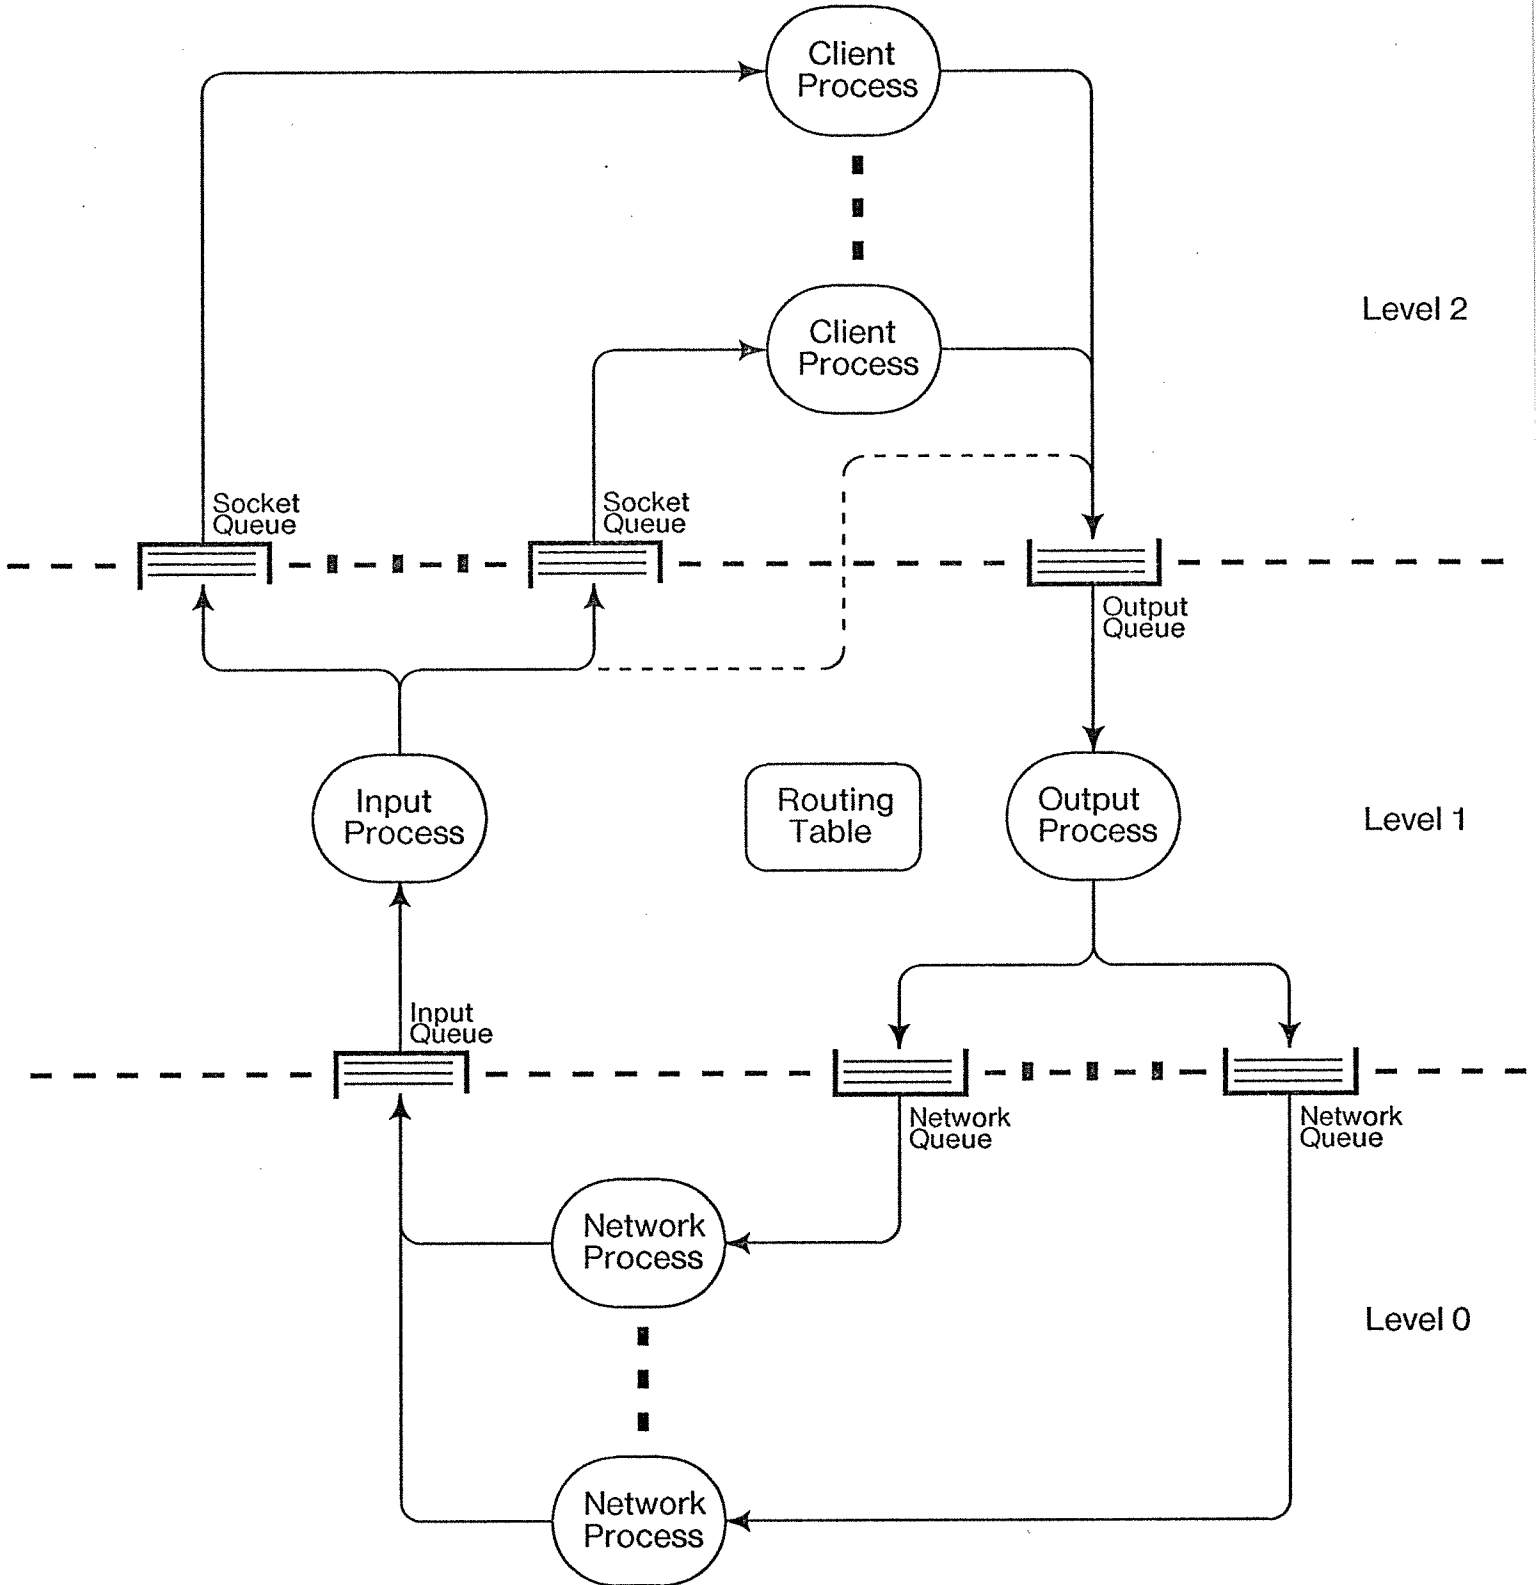 Client
Process
Client
Process
Level 2
Socket
Queue
Socket
Queue
Output
Queue
Input
Process
Routing
Table
Output
Process
Level 1
Input
Queue
Network
Queue
Network
Queue
Network
Process
Level 0
Network
Process